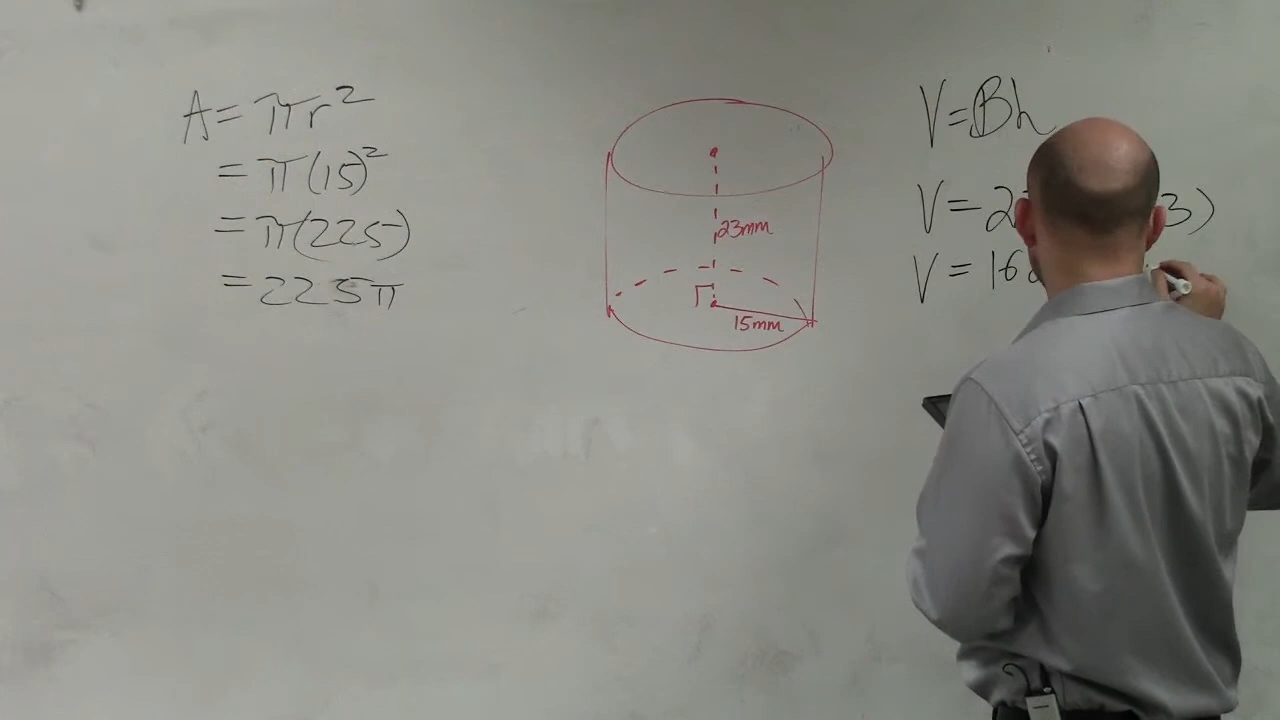 A = πr²
= π(15)²
= π(225)
= 225π
23mm
15mm
V = Bh
V = 2 3)
V = 16